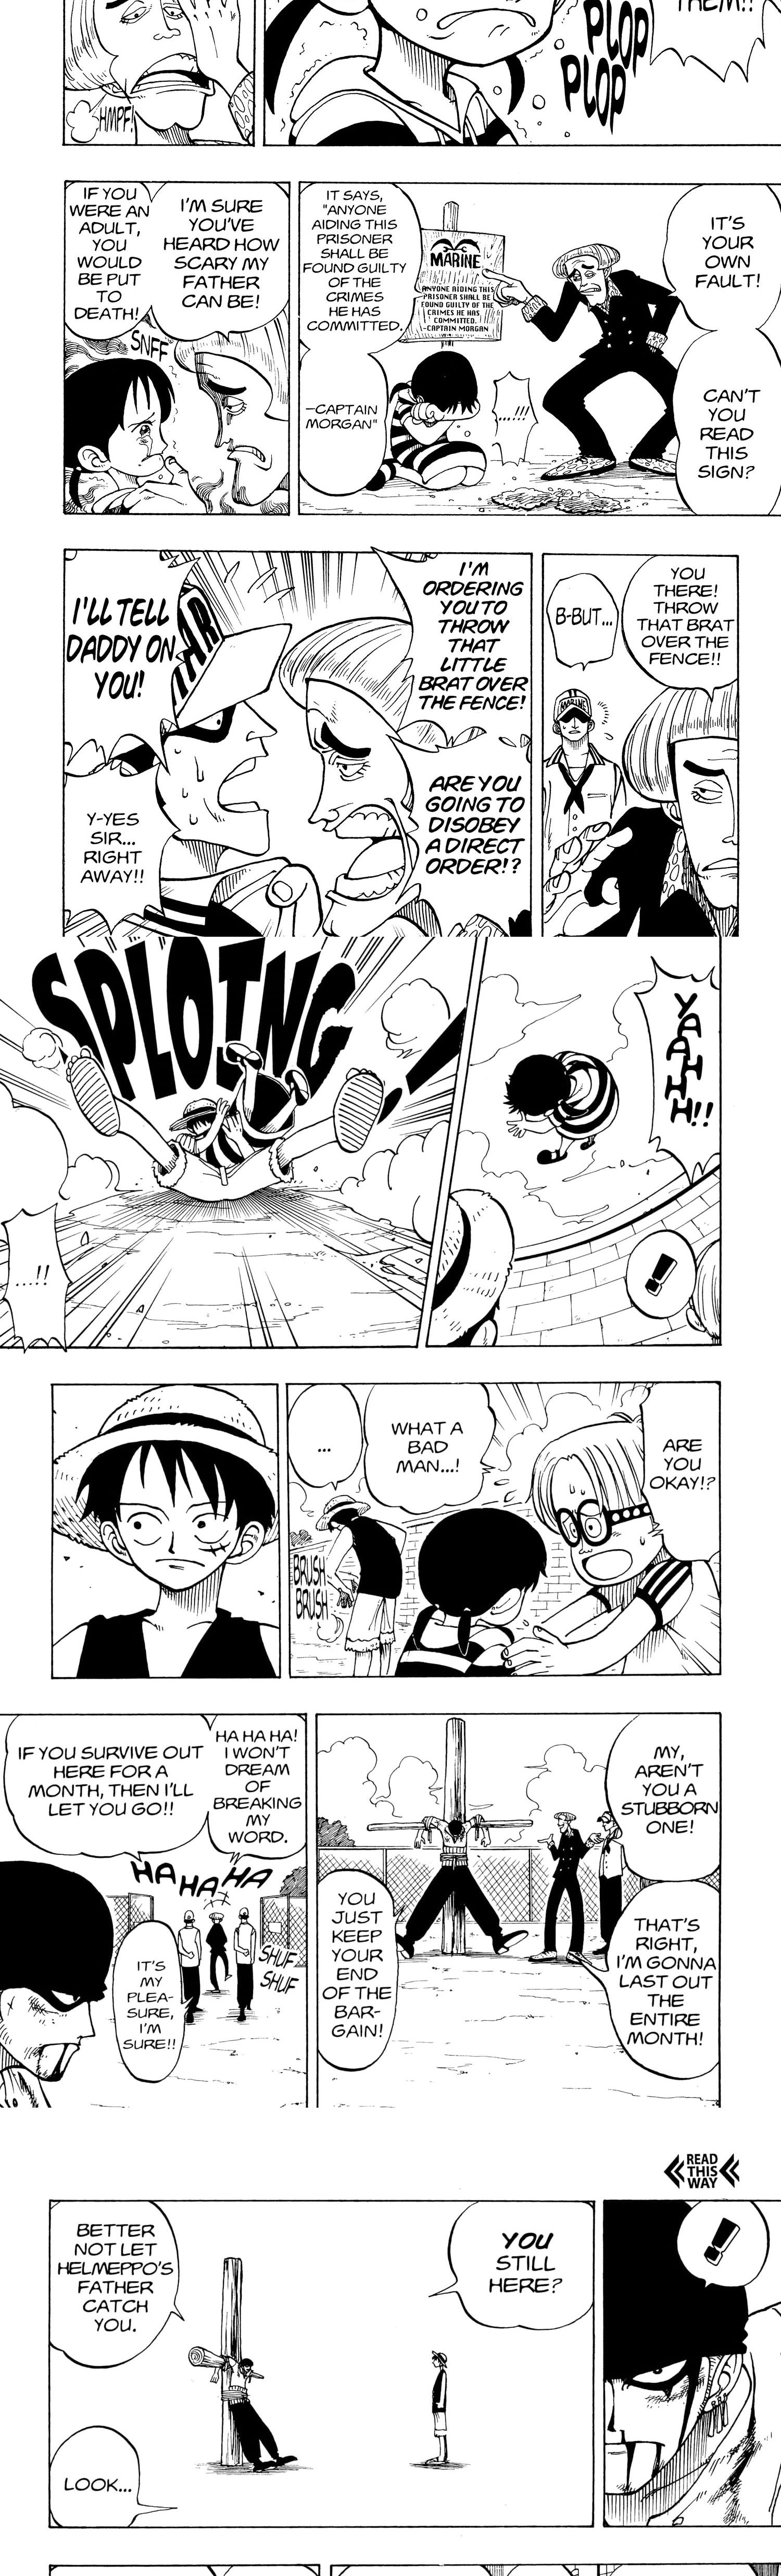 THEM!!
PLOP
PLOP
HMPF!
IT'S
YOUR
OWN
FAULT!
CAN'T
YOU
READ
THIS
SIGN?
MARINE
ANYONE AIDING THIS
PRISONER SHALL BE
FOUND GUILTY OF THE
CRIMES HE HAS
COMMITTED.
-CAPTAIN MORGAN
...!!!
IT SAYS,
"ANYONE
AIDING THIS
PRISONER
SHALL BE
FOUND GUILTY
OF THE
CRIMES
HE HAS
COMMITTED.
–CAPTAIN
MORGAN"
I'M SURE
YOU'VE
HEARD HOW
SCARY MY
FATHER
CAN BE!
IF YOU
WERE AN
ADULT,
YOU
WOULD
BE PUT
TO
DEATH!
SNFF
YOU
THERE!
THROW
THAT BRAT
OVER THE
FENCE!!
B-BUT...
MARINE
I'M
ORDERING
YOU TO
THROW
THAT
LITTLE
BRAT OVER
THE FENCE!
ARE YOU
GOING TO
DISOBEY
A DIRECT
ORDER!?
I'LL TELL
DADDY ON
YOU!
Y-YES
SIR...
RIGHT
AWAY!!
YAAHHH!!
!
SPLOING!
...!!
ARE
YOU
OKAY!?
WHAT A
BAD
MAN...!
...
BRUSH
BRUSH
MY,
AREN'T
YOU A
STUBBORN
ONE!
THAT'S
RIGHT,
I'M GONNA
LAST OUT
THE
ENTIRE
MONTH!
YOU
JUST
KEEP
YOUR
END
OF THE
BAR-
GAIN!
HA HA HA!
I WON'T
DREAM
OF
BREAKING
MY
WORD.
IF YOU SURVIVE OUT
HERE FOR A
MONTH, THEN I'LL
LET YOU GO!!
HA HA HA
SHUF
SHUF
IT'S
MY
PLEA-
SURE,
I'M
SURE!!
READ
THIS
WAY
!
YOU
STILL
HERE?
BETTER
NOT LET
HELMEPPO'S
FATHER
CATCH
YOU.
LOOK...